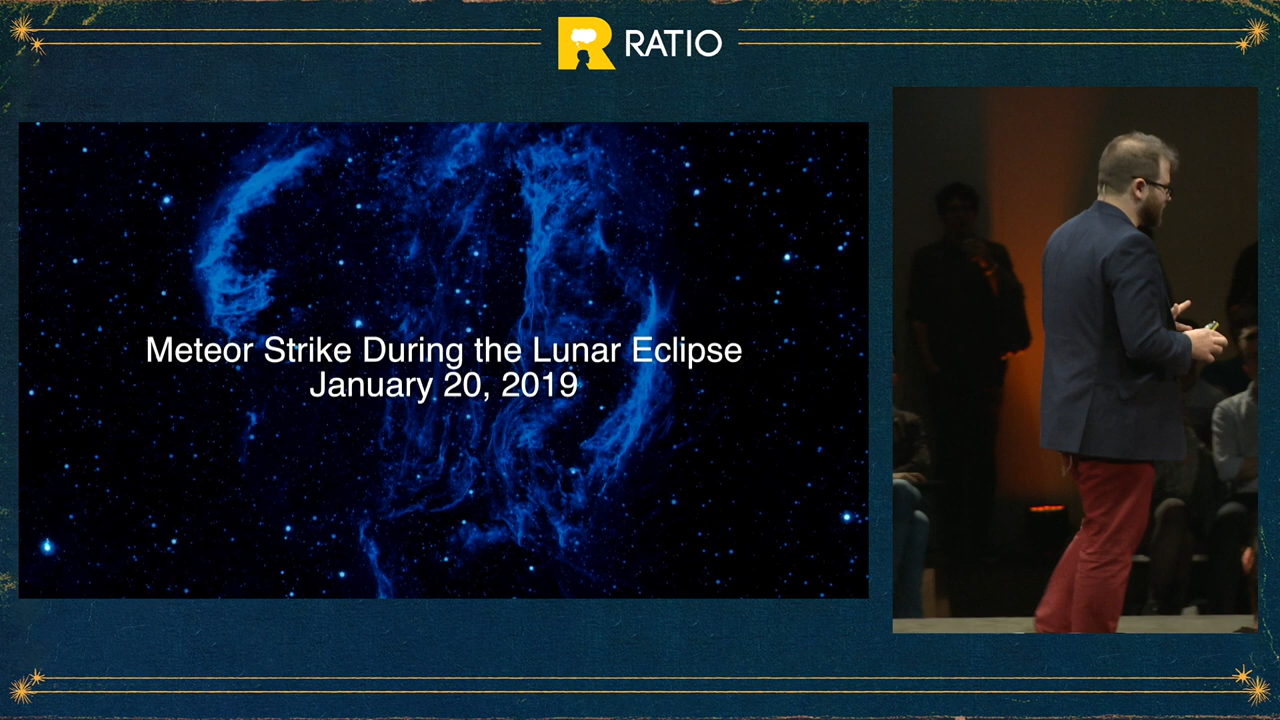 RATIO
Meteor Strike During the Lunar Eclipse
January 20, 2019